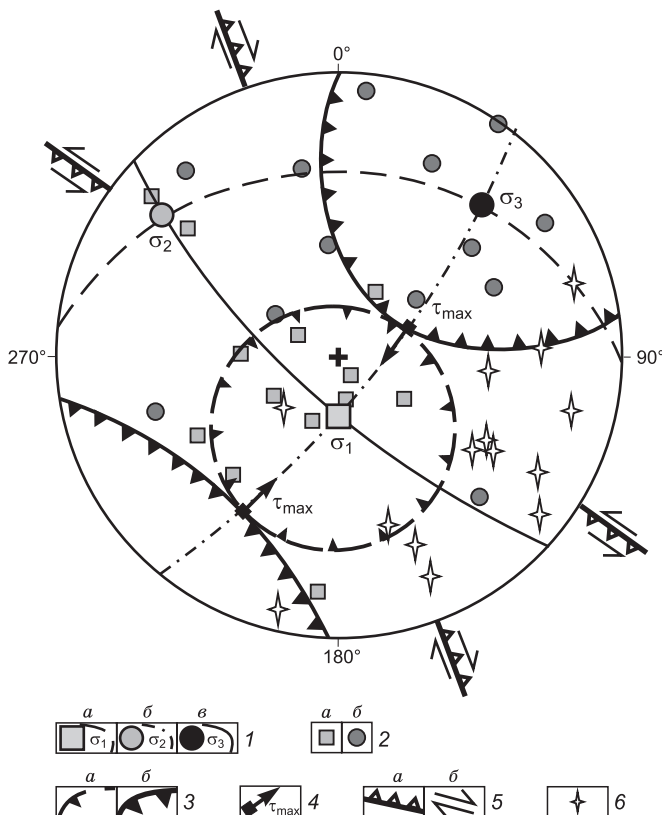 0°
σ3
σ2
τmax
270°
90°
σ1
τmax
180°
а б в а б
σ1 σ2 σ3 1 2
а б а б
3 τmax 4 5 6